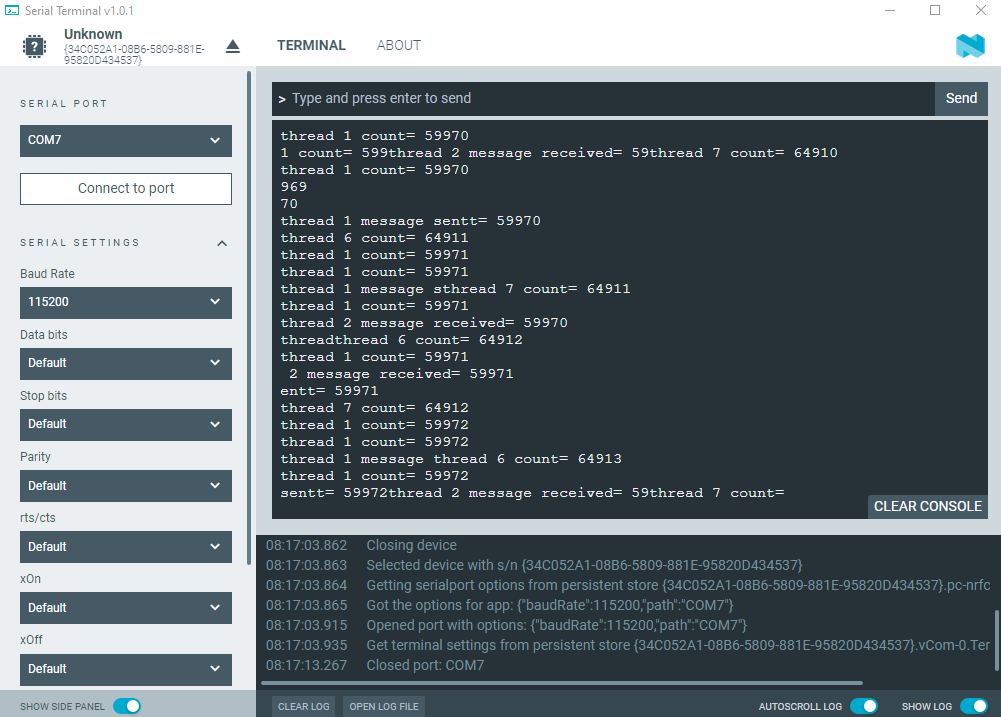 Serial Terminal v1.0.1
Unknown
{34C052A1-08B6-5809-881E-
95820D434537}
TERMINAL
ABOUT
SERIAL PORT
COM7
Connect to port
SERIAL SETTINGS
Baud Rate
115200
Data bits
Default
Stop bits
Default
Parity
Default
rts/cts
Default
xOn
Default
xOff
Default
SHOW SIDE PANEL
> Type and press enter to send
Send
thread 1 count= 59970
1 count= 599thread 2 message received= 59thread 7 count= 64910
thread 1 count= 59970
969
70
thread 1 message sentt= 59970
thread 6 count= 64911
thread 1 count= 59971
thread 1 count= 59971
thread 1 message sthread 7 count= 64911
thread 1 count= 59971
thread 2 message received= 59970
threadthread 6 count= 64912
thread 1 count= 59971
 2 message received= 59971
entt= 59971
thread 7 count= 64912
thread 1 count= 59972
thread 1 count= 59972
thread 1 message thread 6 count= 64913
thread 1 count= 59972
sentt= 59972thread 2 message received= 59thread 7 count=
CLEAR CONSOLE
08:17:03.862 Closing device
08:17:03.863 Selected device with s/n {34C052A1-08B6-5809-881E-95820D434537}
08:17:03.864 Getting serialport options from persistent store {34C052A1-08B6-5809-881E-95820D434537}.pc-nrfc
08:17:03.865 Got the options for app: {"baudRate":115200,"path":"COM7"}
08:17:03.915 Opened port with options: {"baudRate":115200,"path":"COM7"}
08:17:03.935 Get terminal settings from persistent store {34C052A1-08B6-5809-881E-95820D434537}.vCom-0.Ter
08:17:13.267 Closed port: COM7
CLEAR LOG
OPEN LOG FILE
AUTOSCROLL LOG
SHOW LOG